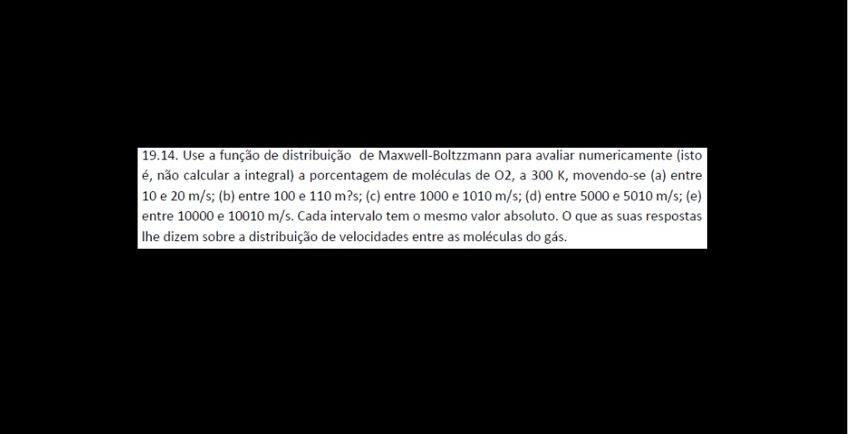 19.14. Use a função de distribuição de Maxwell-Boltzzmann para avaliar numericamente (isto
é, não calcular a integral) a porcentagem de moléculas de O2, a 300 K, movendo-se (a) entre
10 e 20 m/s; (b) entre 100 e 110 m?s; (c) entre 1000 e 1010 m/s; (d) entre 5000 e 5010 m/s; (e)
entre 10000 e 10010 m/s. Cada intervalo tem o mesmo valor absoluto. O que as suas respostas
lhe dizem sobre a distribuição de velocidades entre as moléculas do gás.